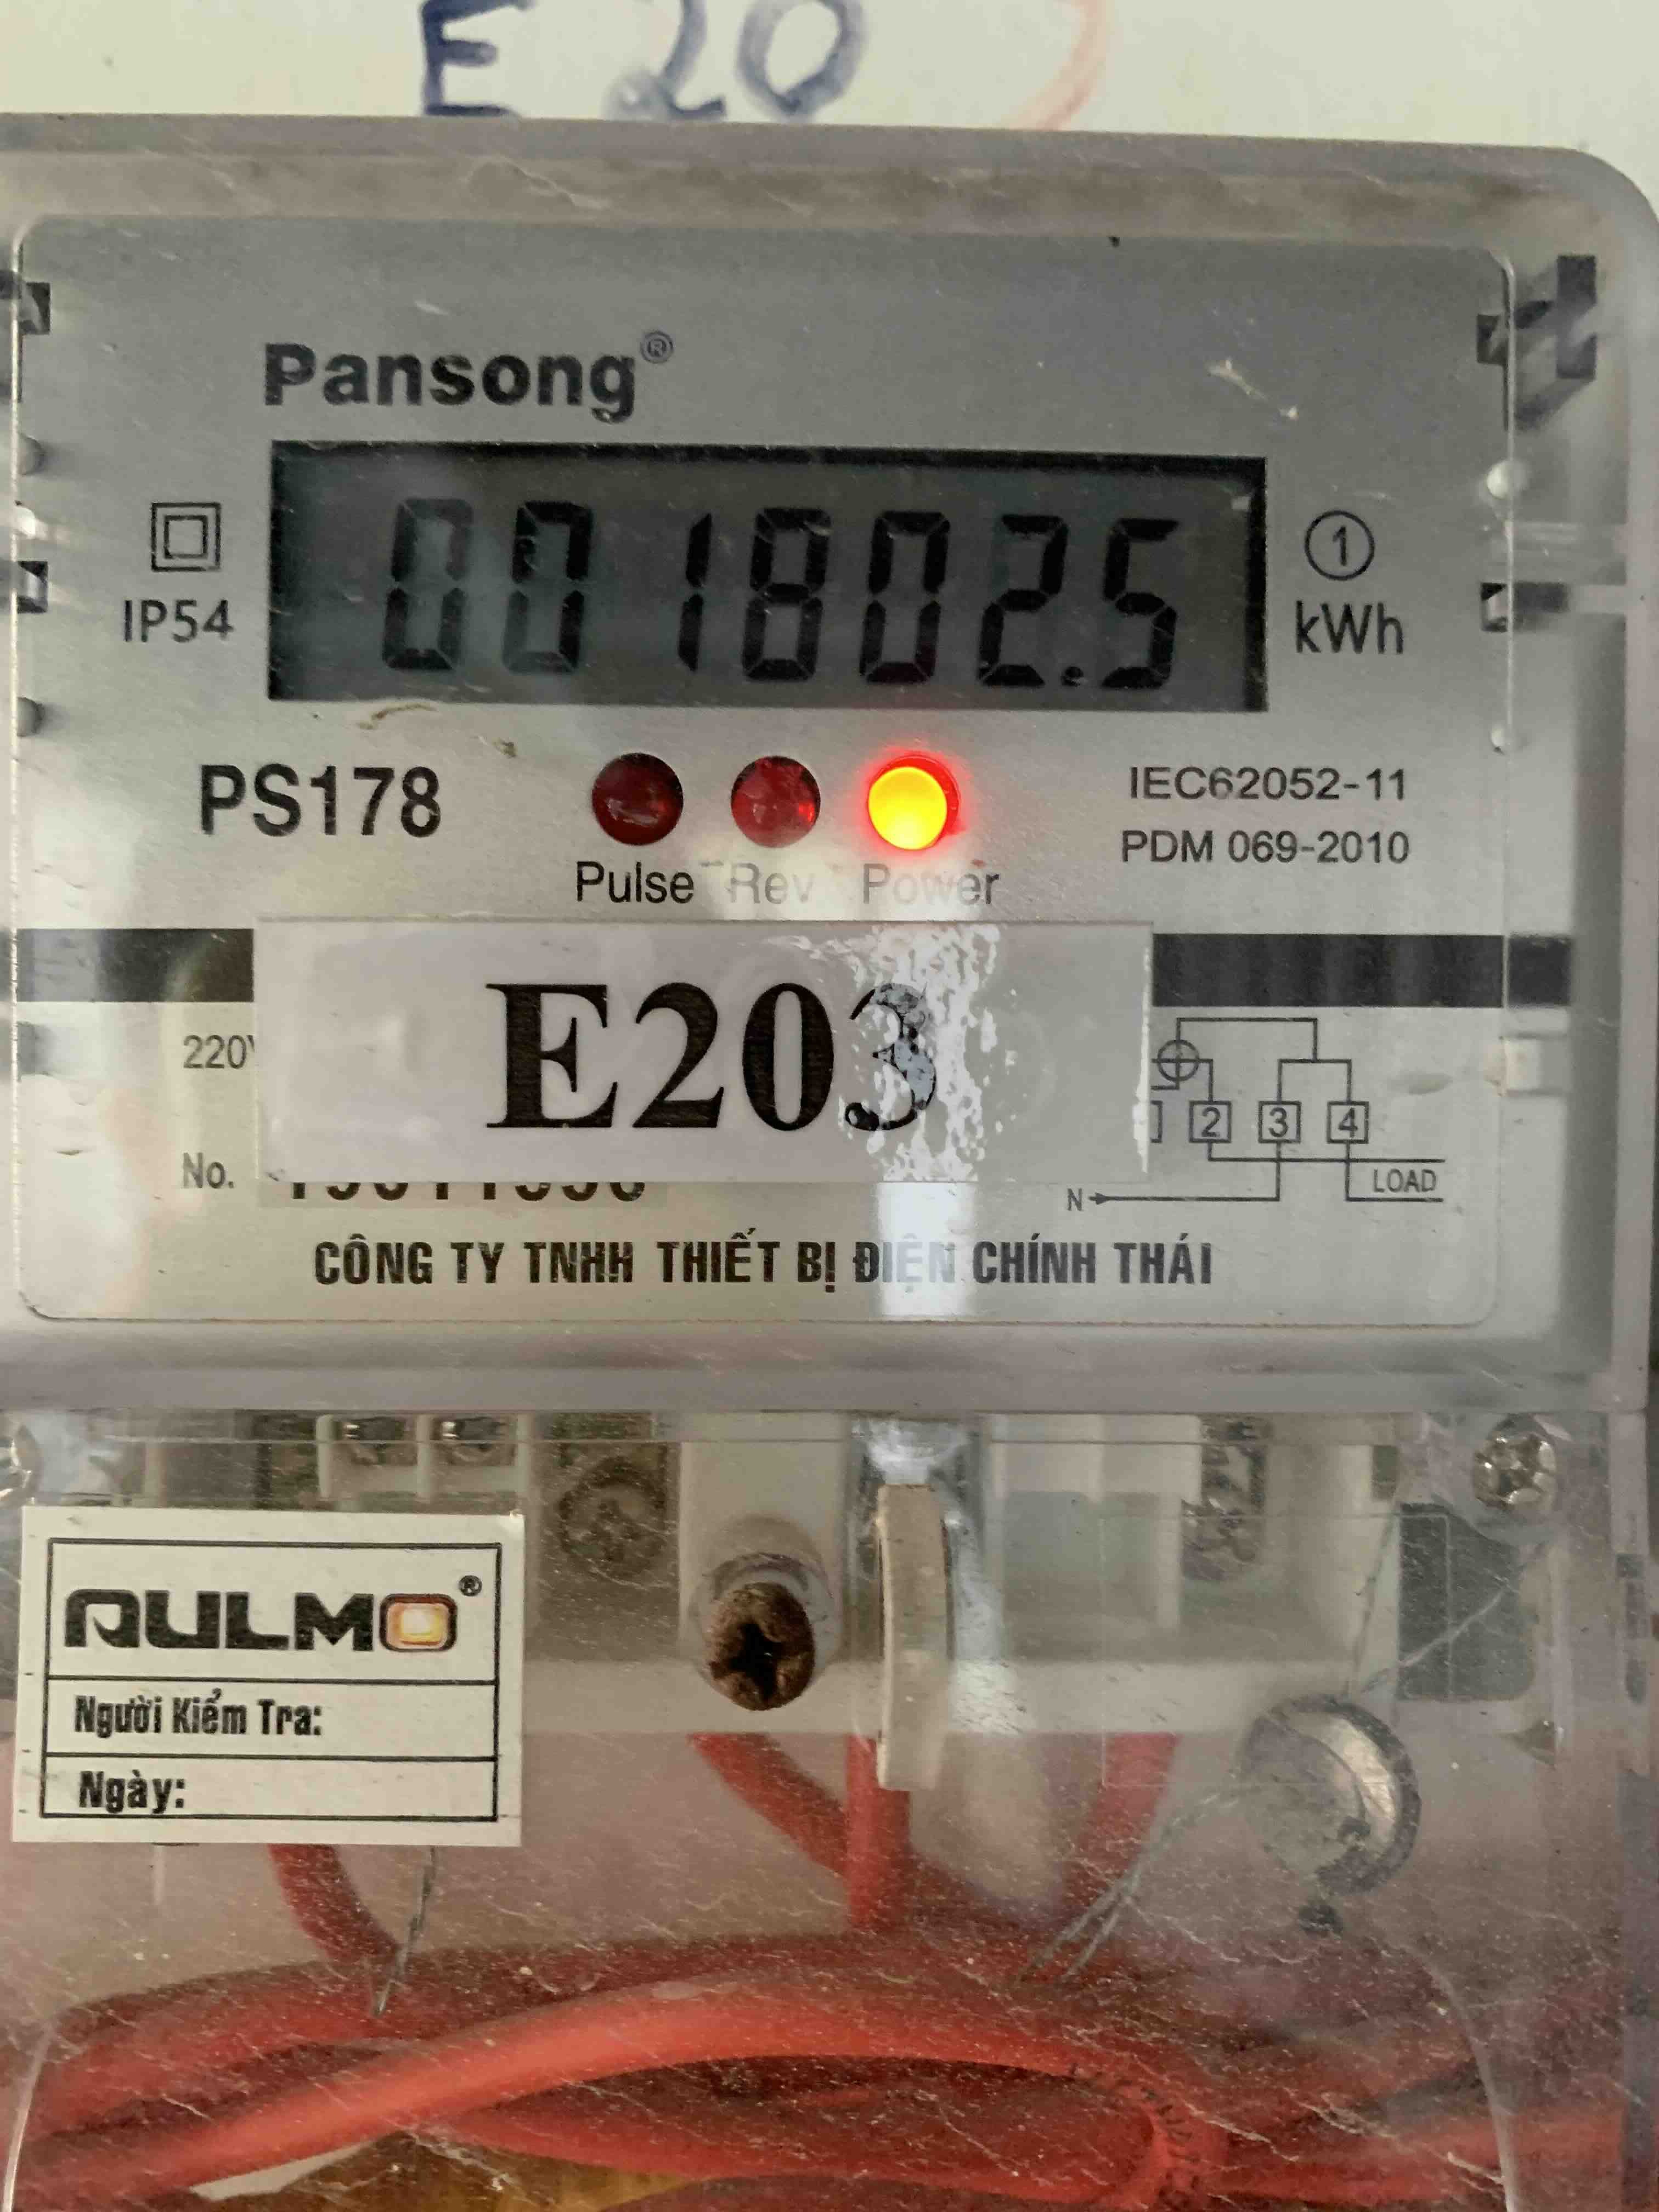 E 20
Pansong®
0071802.5
1
kWh
IP54
PS178
IEC62052-11
PDM 069-2010
Pulse Rev Power
E203
220V
2 3 4
No.
N
LOAD
CÔNG TY TNHH THIẾT BỊ ĐIỆN CHÍNH THÁI
AULMO®
Người Kiểm Tra:
Ngày: